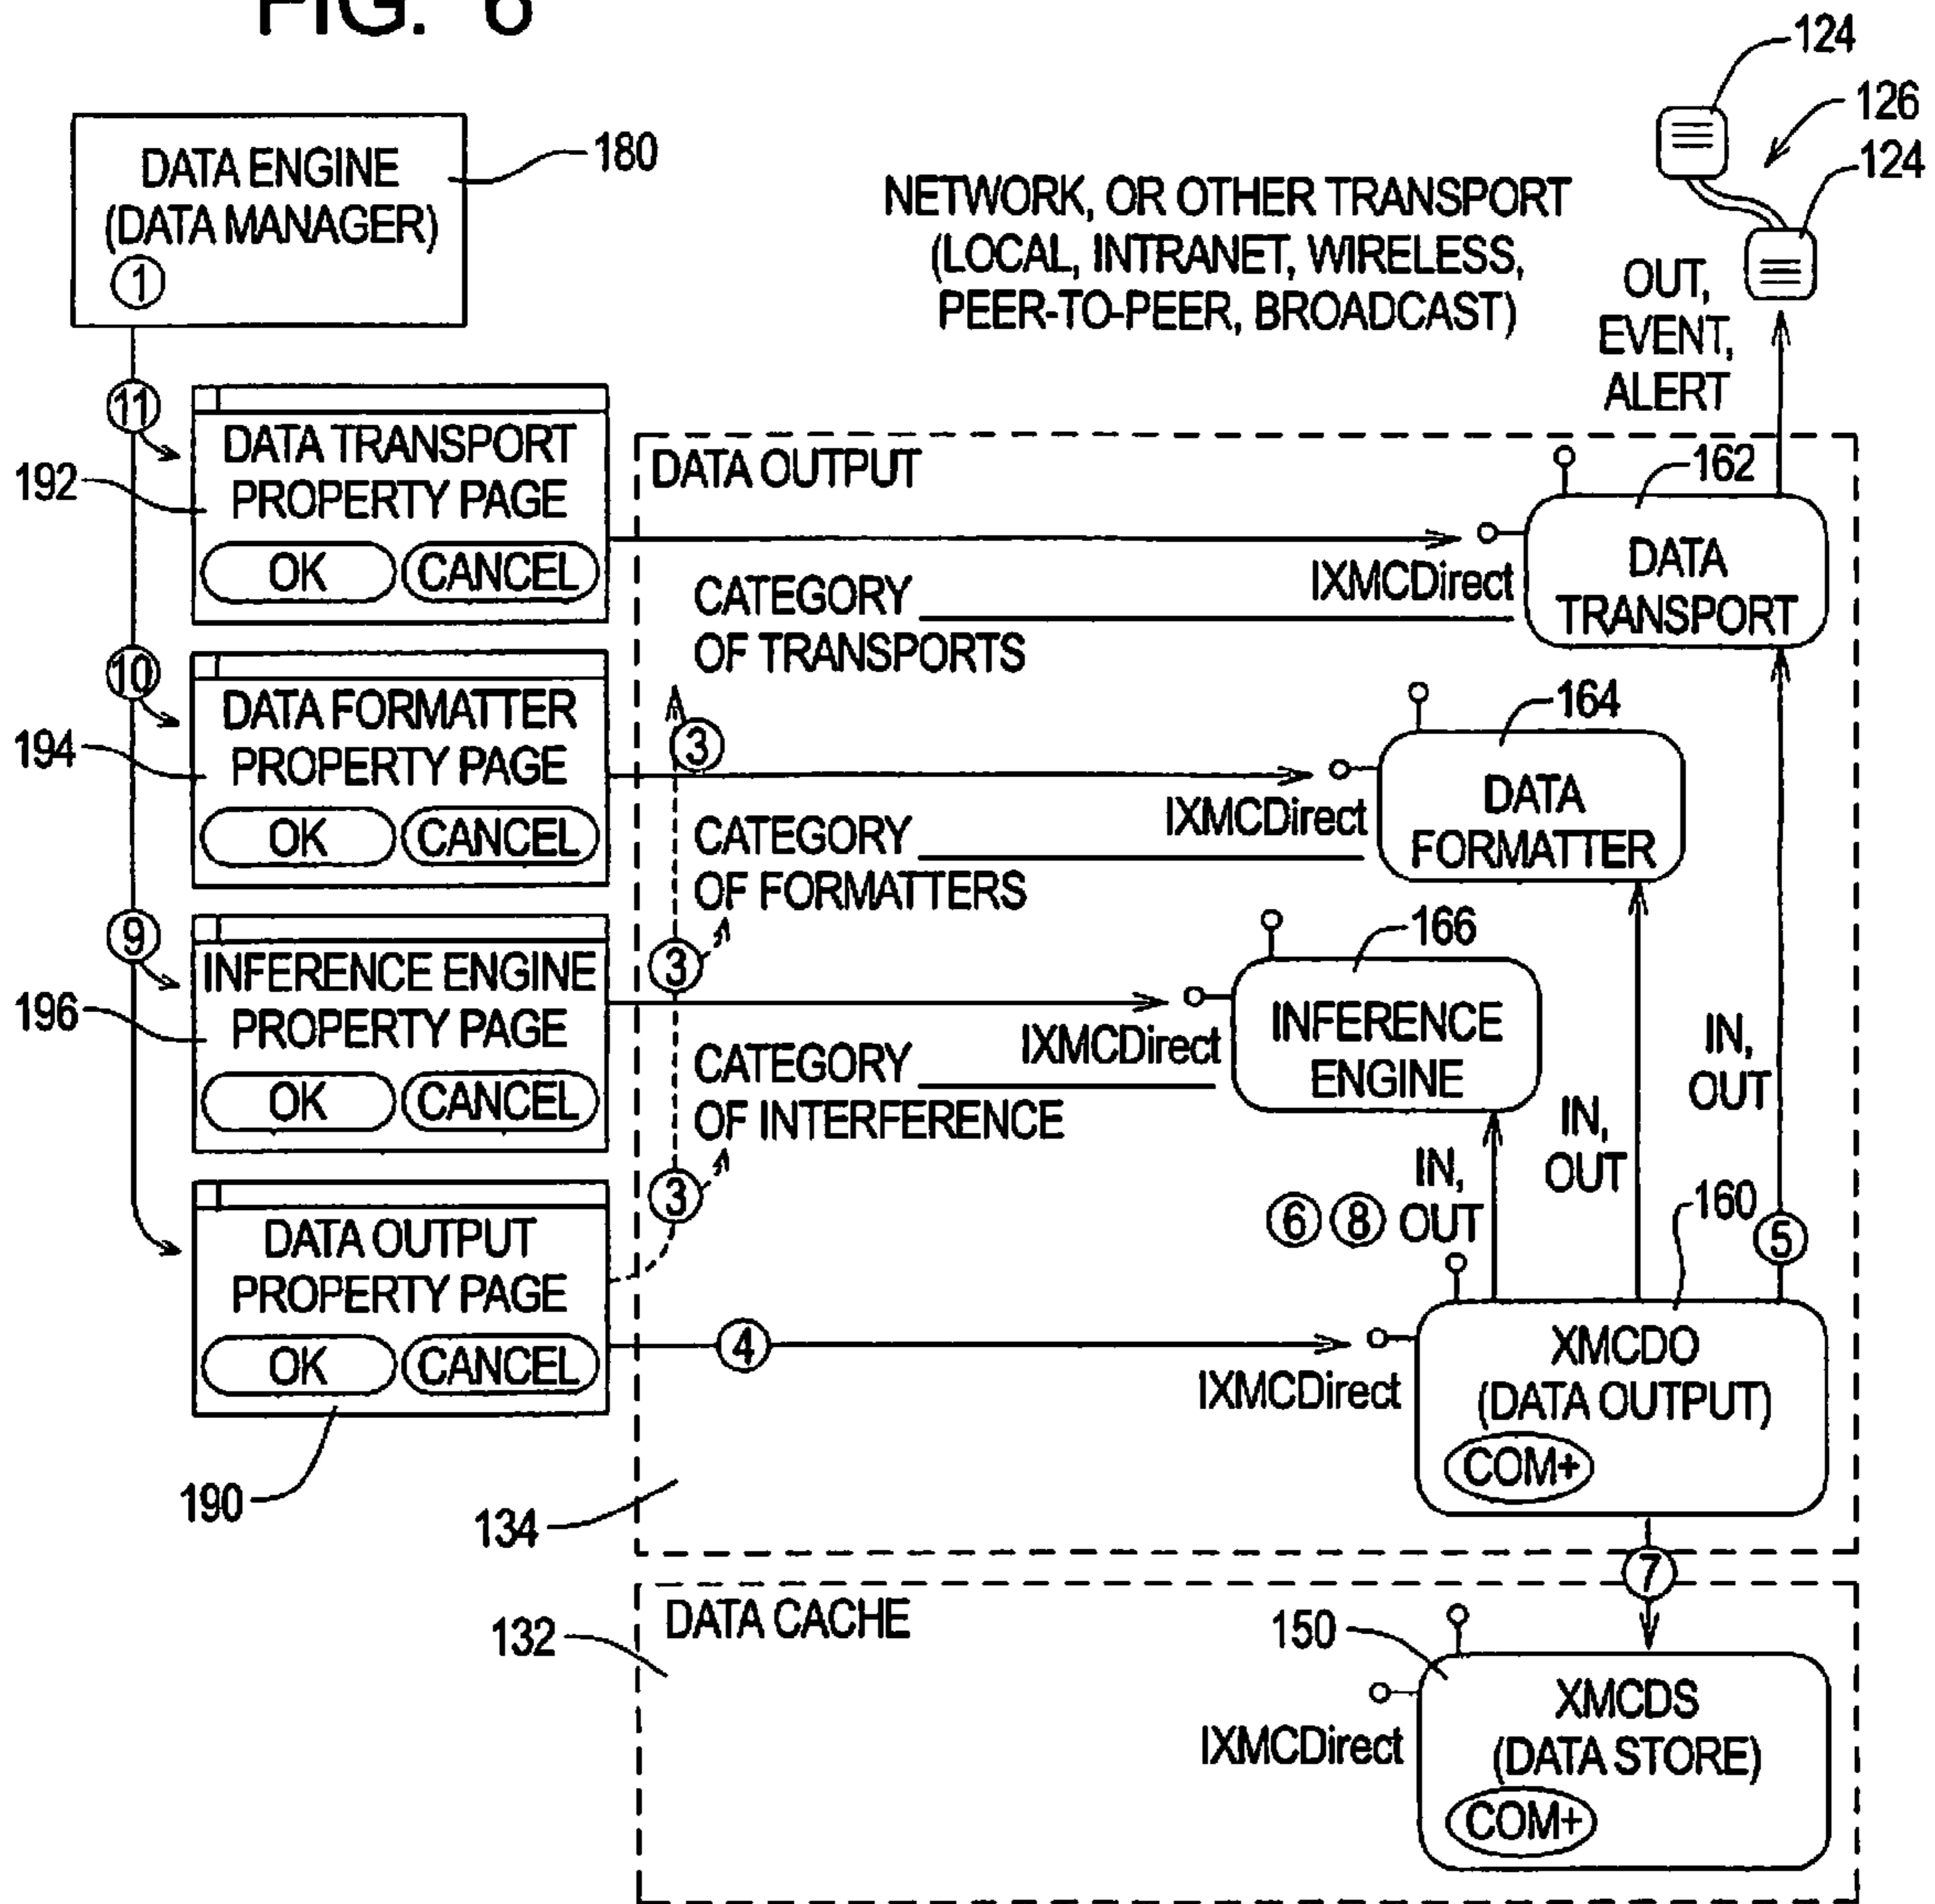 FIG. 6
124
126
124
DATA ENGINE
(DATA MANAGER)
①
180
NETWORK, OR OTHER TRANSPORT
(LOCAL, INTRANET, WIRELESS,
PEER-TO-PEER, BROADCAST)
OUT,
EVENT,
ALERT
⑪
192
DATA TRANSPORT
PROPERTY PAGE
OK CANCEL
DATA OUTPUT
162
DATA
TRANSPORT
IXMCDirect
CATEGORY
OF TRANSPORTS
⑩
194
DATA FORMATTER
PROPERTY PAGE
OK CANCEL
③
164
DATA
FORMATTER
IXMCDirect
CATEGORY
OF FORMATTERS
⑨
196
INFERENCE ENGINE
PROPERTY PAGE
OK CANCEL
③
166
INFERENCE
ENGINE
IXMCDirect
CATEGORY
OF INTERFERENCE
③
IN,
OUT
IN,
OUT
IN,
OUT
⑥ ⑧
⑤
160
DATA OUTPUT
PROPERTY PAGE
OK CANCEL
190
④
IXMCDirect
XMCDO
(DATA OUTPUT)
COM+
134
⑦
132
DATA CACHE
150
IXMCDirect
XMCDS
(DATA STORE)
COM+